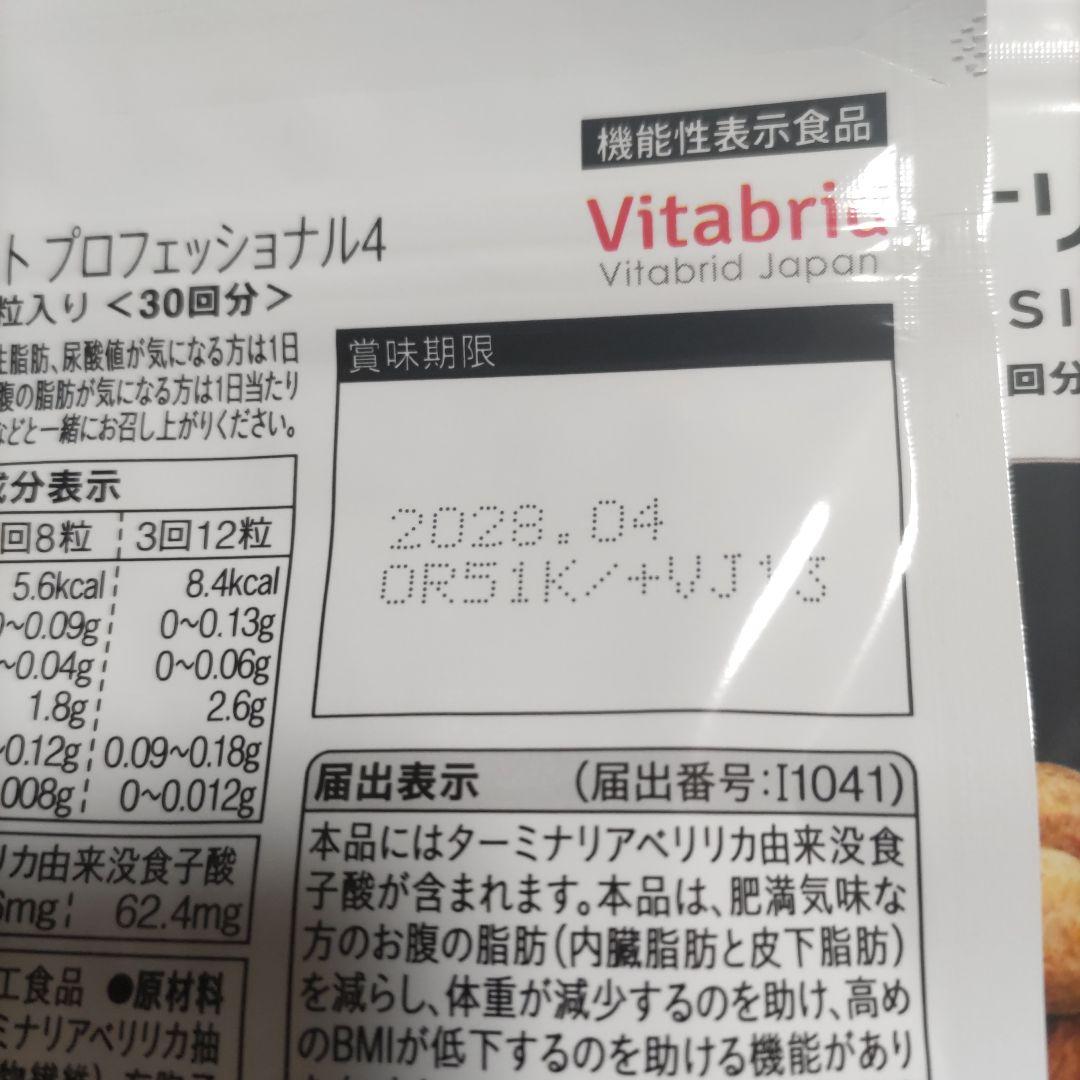 機能性表示食品
Vitabrid
Vitabrid Japan
ト プロフェッショナル4
粒入り <30回分>
脂肪、尿酸値が気になる方は1日
腹の脂肪が気になる方は1日当たり
などと一緒にお召し上がりください。
賞味期限
2028.04
0R51K/+VJ13
成分表示
回8粒 3回12粒
5.6kcal 8.4kcal
~0.09g 0~0.13g
~0.04g 0~0.06g
1.8g 2.6g
~0.12g 0.09~0.18g
008g 0~0.012g
リカ由来没食子酸
6mg 62.4mg
工食品 ●原材料
ミナリアベリリカ抽
届出表示 (届出番号:I1041)
本品にはターミナリアベリリカ由来没食
子酸が含まれます。本品は、肥満気味な
方のお腹の脂肪(内臓脂肪と皮下脂肪)
を減らし、体重が減少するのを助け、高め
のBMIが低下するのを助ける機能があり
ーリ
SI
回分